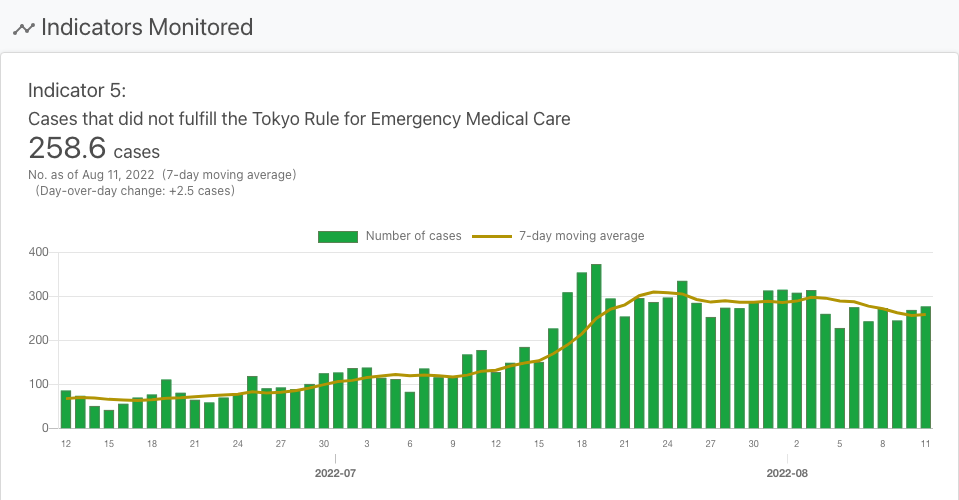 Indicators Monitored
Indicator 5:
Cases that did not fulfill the Tokyo Rule for Emergency Medical Care
258.6 cases
No. as of Aug 11, 2022 (7-day moving average)
(Day-over-day change: +2.5 cases)
Number of cases 7-day moving average
400
300
200
100
0
12 15 18 21 24 27 30 3 6 9 12 15 18 21 24 27 30 2 5 8 11
2022-07 2022-08